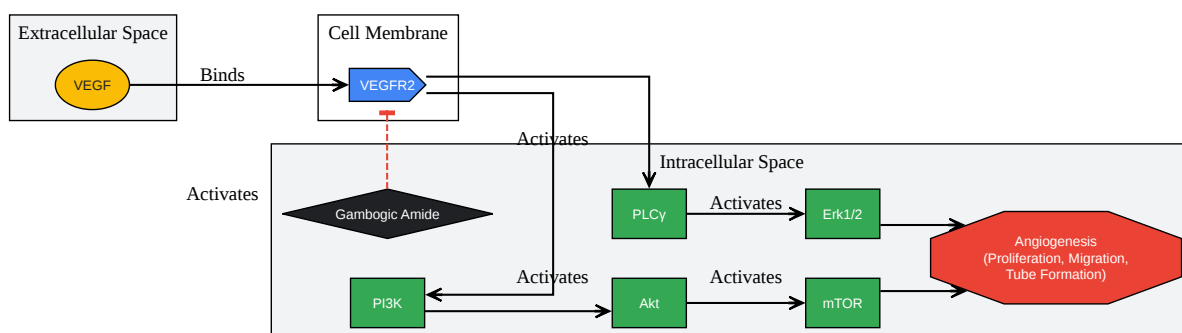 Extracellular Space
Cell Membrane
VEGF
Binds
VEGFR2
Activates
Intracellular Space
Activates
Gambogic Amide
PLCγ
Activates
Erk1/2
Angiogenesis
(Proliferation, Migration,
Tube Formation)
PI3K
Activates
Akt
Activates
mTOR